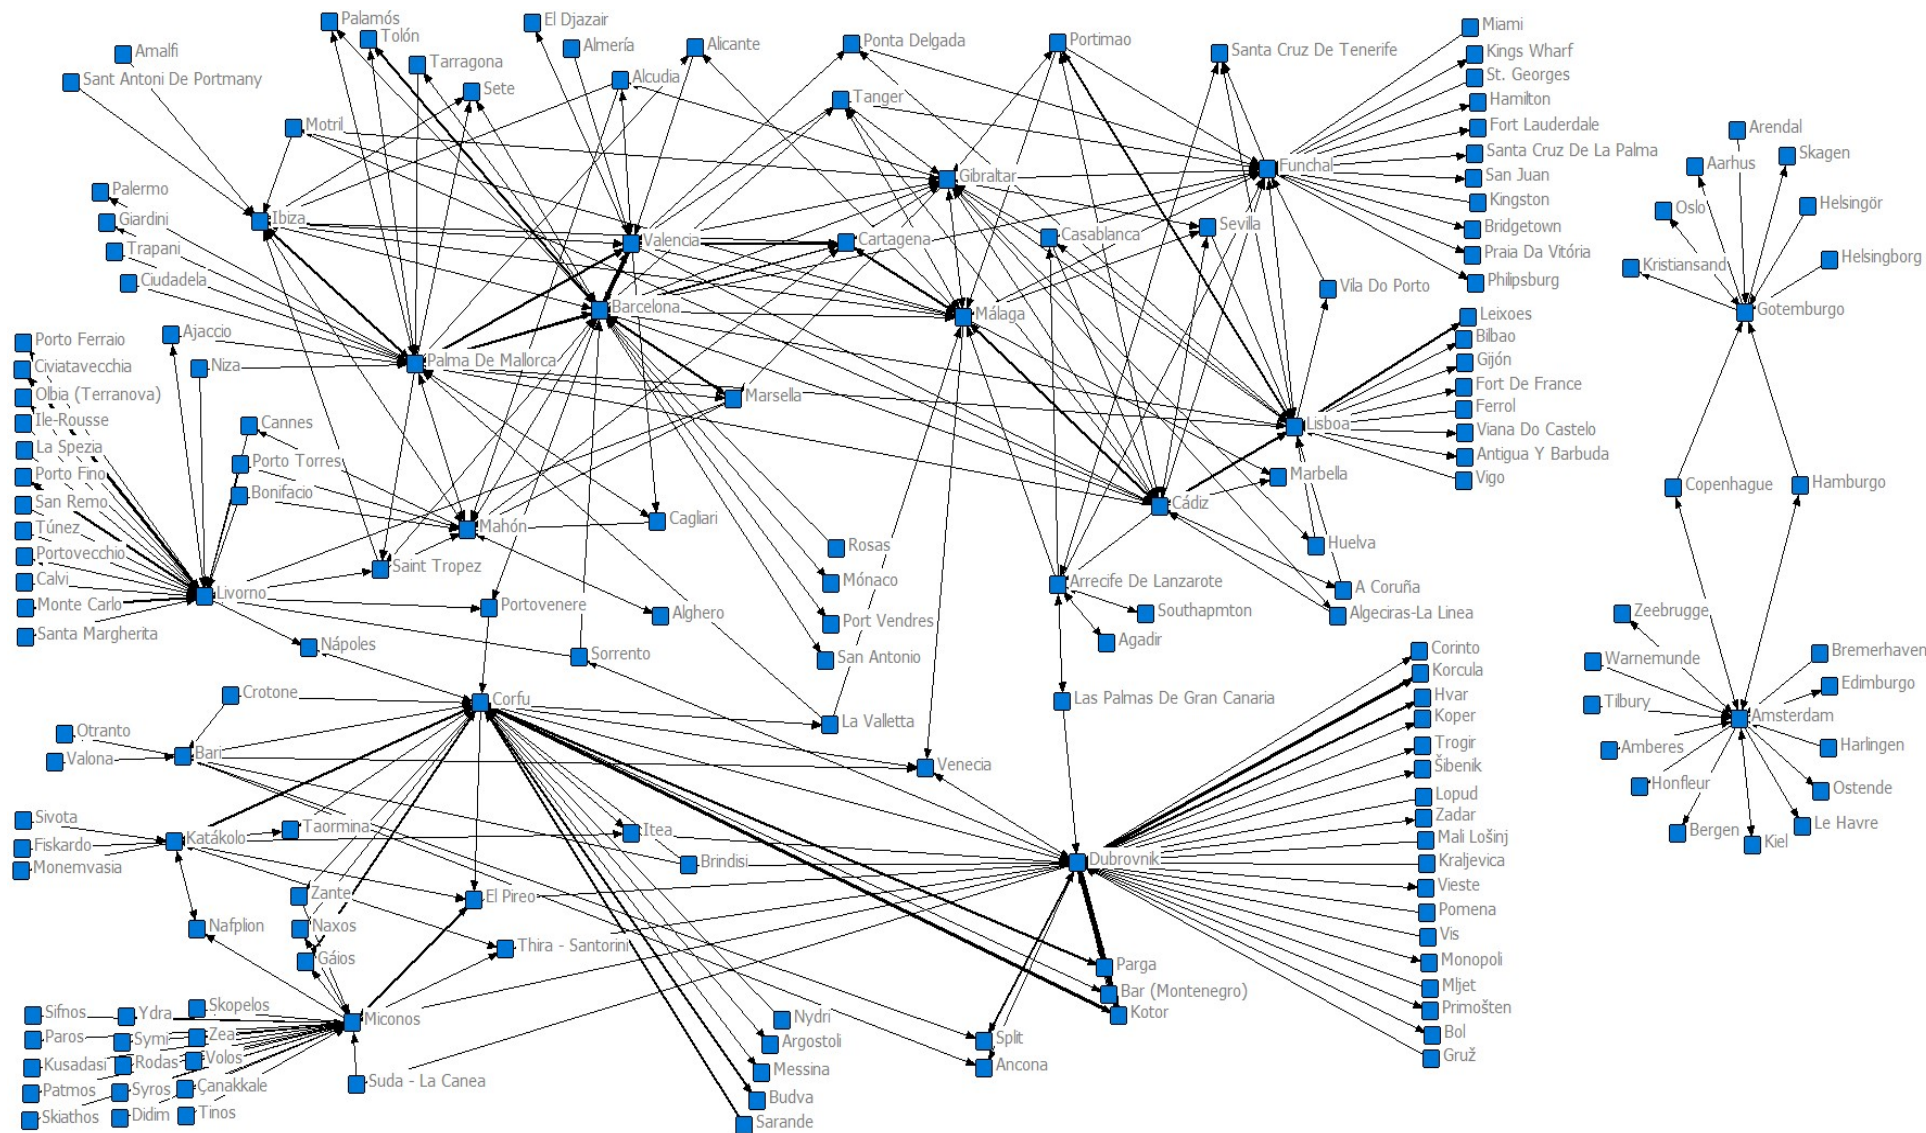 Palamós
El Djazair
Tolón
Almería
Alicante
Ponta Delgada
Portimao
Santa Cruz De Tenerife
Miami
Amalfi
Kings Wharf
Sant Antoni De Portmany
Tarragona
Alcudia
St. Georges
Sete
Tanger
Hamilton
Motril
Fort Lauderdale
Arendal
Santa Cruz De La Palma
Aarhus
Skagen
Palermo
Gibraltar
Funchal
San Juan
Kingston
Oslo
Helsingör
Giardini
Ibiza
Sevilla
Bridgetown
Trapani
Valencia
Cartagena
Casablanca
Praia Da Vitória
Kristiansand
Helsingborg
Ciudadela
Philipsburg
Vila Do Porto
Barcelona
Málaga
Leixoes
Gotemburgo
Porto Ferraio
Ajaccio
Bilbao
Civiatavecchia
Niza
Palma De Mallorca
Gijón
Olbia (Terranova)
Marsella
Fort De France
Ile-Rousse
Cannes
Lisboa
Ferrol
La Spezia
Viana Do Castelo
Porto Fino
Porto Torres
Marbella
Antigua Y Barbuda
San Remo
Bonifacio
Cádiz
Vigo
Copenhague
Hamburgo
Túnez
Mahón
Cagliari
Portovecchio
Saint Tropez
Rosas
Huelva
Calvi
Livorno
Mónaco
Arrecife De Lanzarote
A Coruña
Monte Carlo
Portovenere
Alghero
Port Vendres
Southapmton
Algeciras-La Linea
Zeebrugge
Santa Margherita
Nápoles
Sorrento
San Antonio
Agadir
Corinto
Warnemunde
Bremerhaven
Crotone
Corfu
Las Palmas De Gran Canaria
Korcula
Edimburgo
Otranto
La Valletta
Hvar
Tilbury
Amsterdam
Valona
Bari
Venecia
Koper
Amberes
Harlingen
Trogir
Šibenik
Honfleur
Ostende
Sivota
Katákolo
Taormina
Itea
Lopud
Fiskardo
Zadar
Bergen
Kiel
Le Havre
Monemvasia
Brindisi
Dubrovnik
Mali Lošinj
Kraljevica
Zante
El Pireo
Vieste
Nafplion
Naxos
Pomena
Gáios
Thira - Santorini
Vis
Parga
Monopoli
Bar (Montenegro)
Mljet
Sifnos
Ydra
Skopelos
Miconos
Nydri
Kotor
Primošten
Paros
Symi
Zea
Argostoli
Split
Bol
Kusadasi
Rodas
Volos
Messina
Ancona
Gruž
Patmos
Syros
Çanakkale
Suda - La Canea
Budva
Skiathos
Didim
Tinos
Sarande